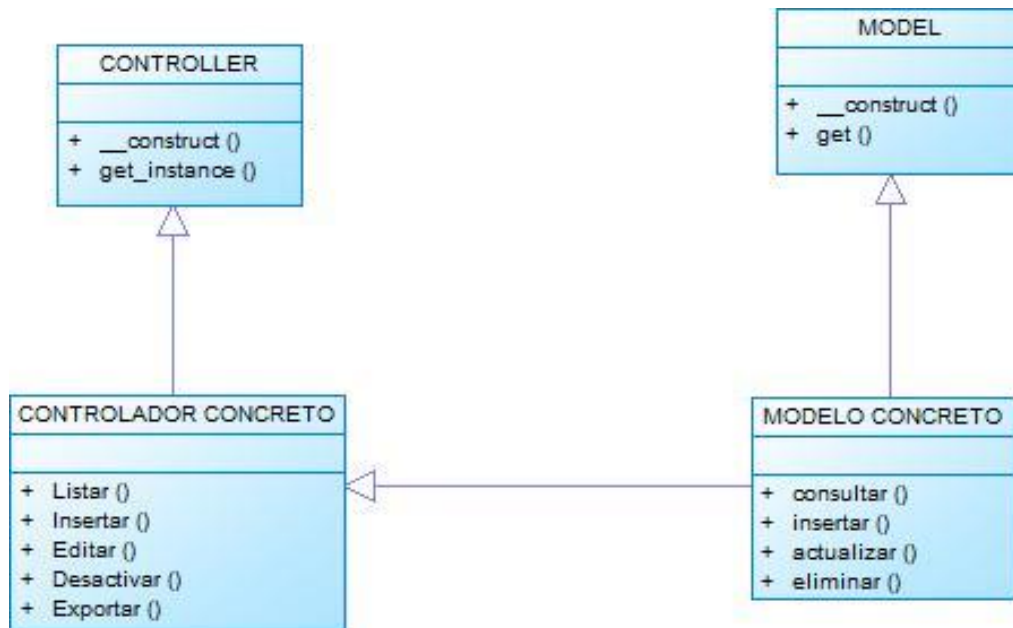 CONTROLLER
+ __construct ()
+ get_instance ()
MODEL
+ __construct ()
+ get ()
CONTROLADOR CONCRETO
+ Listar ()
+ Insertar ()
+ Editar ()
+ Desactivar ()
+ Exportar ()
MODELO CONCRETO
+ consultar ()
+ insertar ()
+ actualizar ()
+ eliminar ()